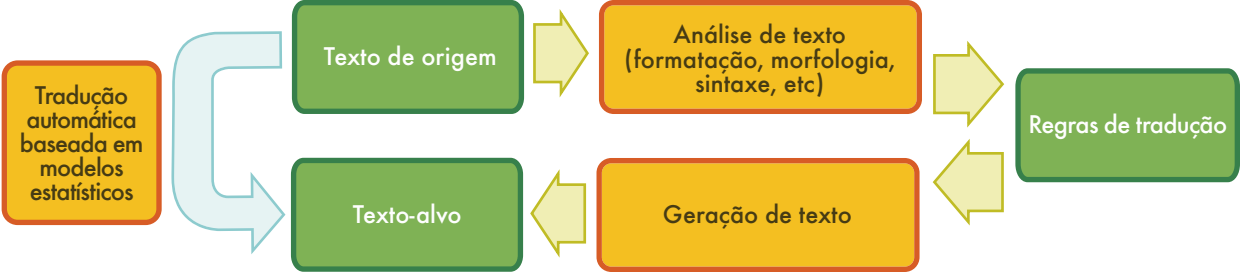 Tradução
automática
baseada em
modelos
estatísticos
Texto de origem
Análise de texto
(formatação, morfologia,
sintaxe, etc)
Regras de tradução
Geração de texto
Texto-alvo